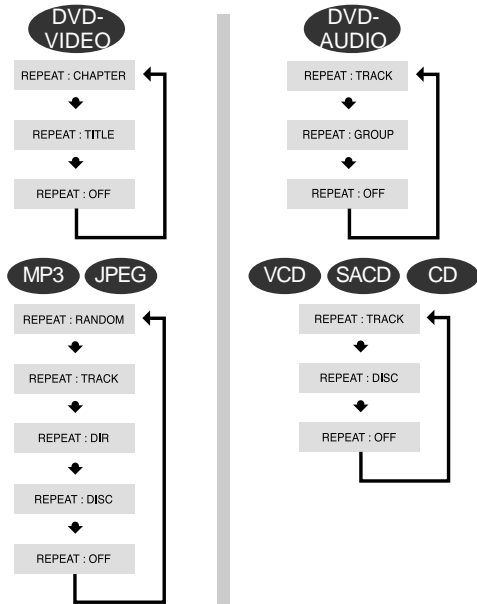 DVD-
VIDEO
REPEAT : CHAPTER
REPEAT : TITLE
REPEAT : OFF
DVD-
AUDIO
REPEAT : TRACK
REPEAT : GROUP
REPEAT : OFF
MP3 JPEG
REPEAT : RANDOM
REPEAT : TRACK
REPEAT : DIR
REPEAT : DISC
REPEAT : OFF
VCD SACD CD
REPEAT : TRACK
REPEAT : DISC
REPEAT : OFF